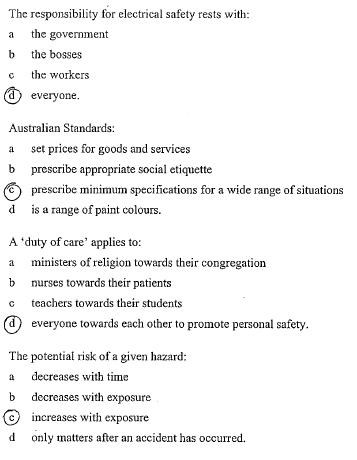 The responsibility for electrical safety rests with:
a the government
b the bosses
c the workers
d everyone.
Australian Standards:
a set prices for goods and services
b prescribe appropriate social etiquette
c prescribe minimum specifications for a wide range of situations
d is a range of paint colours.
A ‘duty of care’ applies to:
a ministers of religion towards their congregation
b nurses towards their patients
c teachers towards their students
d everyone towards each other to promote personal safety.
The potential risk of a given hazard:
a decreases with time
b decreases with exposure
c increases with exposure
d only matters after an accident has occurred.